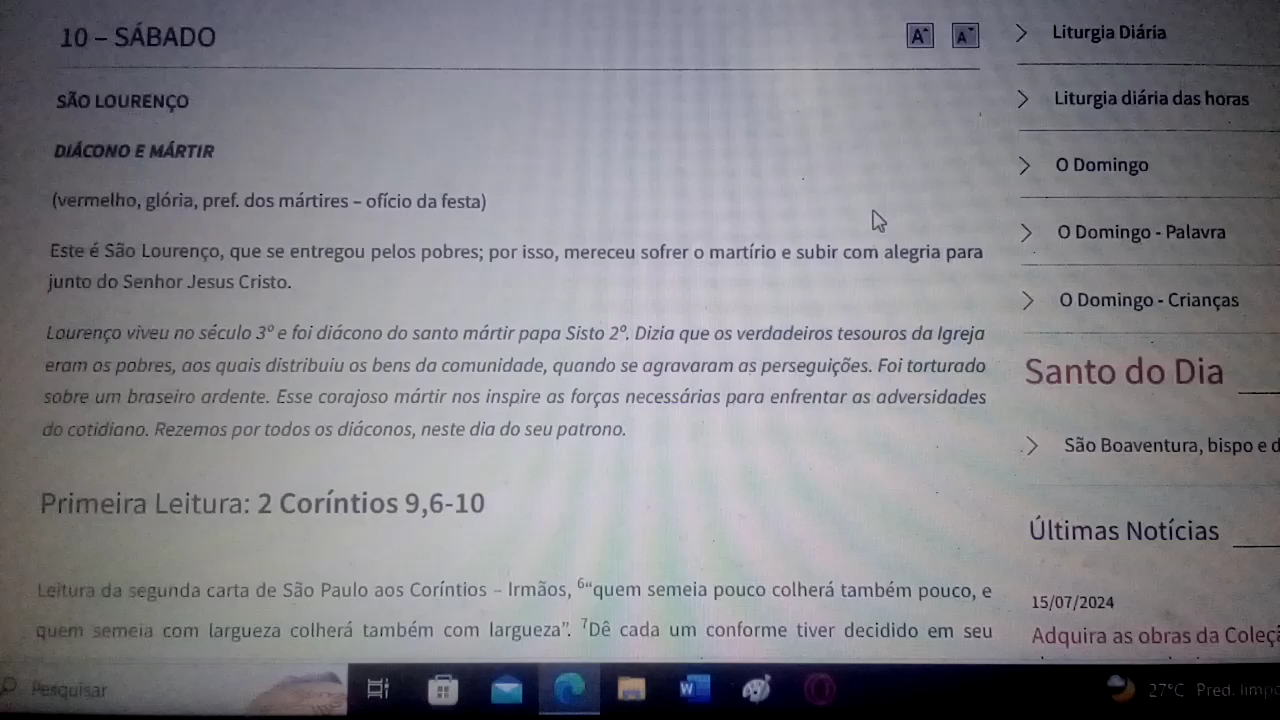 10 – SÁBADO
SÃO LOURENÇO
DIÁCONO E MÁRTIR
(vermelho, glória, pref. dos mártires – ofício da festa)
Este é São Lourenço, que se entregou pelos pobres; por isso, mereceu sofrer o martírio e subir com alegria para
junto do Senhor Jesus Cristo.
Lourenço viveu no século 3º e foi diácono do santo mártir papa Sisto 2º. Dizia que os verdadeiros tesouros da Igreja
eram os pobres, aos quais distribuiu os bens da comunidade, quando se agravaram as perseguições. Foi torturado
sobre um braseiro ardente. Esse corajoso mártir nos inspire as forças necessárias para enfrentar as adversidades
do cotidiano. Rezemos por todos os diáconos, neste dia do seu patrono.
Primeira Leitura: 2 Coríntios 9,6-10
Leitura da segunda carta de São Paulo aos Coríntios – Irmãos, ⁶“quem semeia pouco colherá também pouco, e
quem semeia com largueza colherá também com largueza”. ⁷Dê cada um conforme tiver decidido em seu
A A
Liturgia Diária
Liturgia diária das horas
O Domingo
O Domingo - Palavra
O Domingo - Crianças
Santo do Dia
São Boaventura, bispo e d
Últimas Notícias
15/07/2024
Adquira as obras da Coleç
Pesquisar
W
27°C Pred. limp